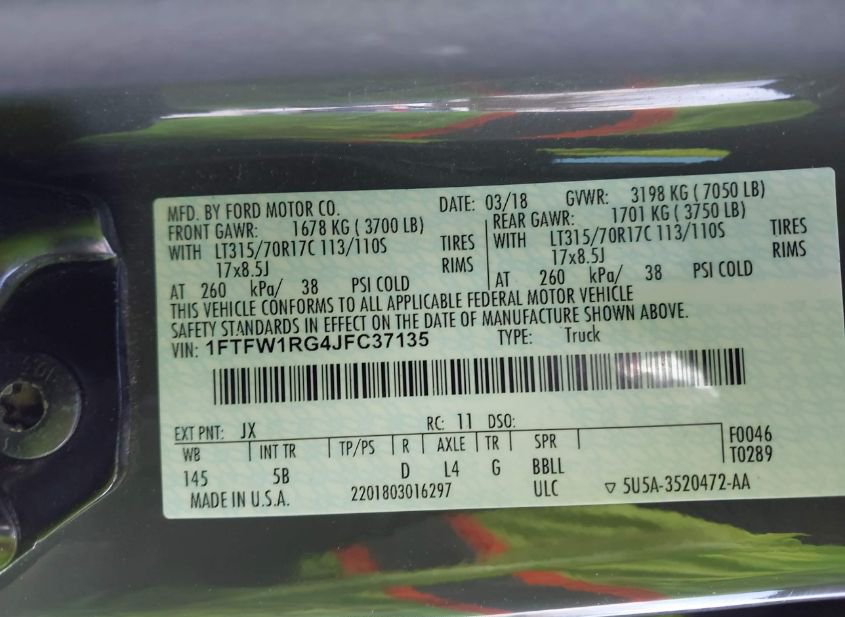 MFD. BY FORD MOTOR CO. DATE: 03/18 GVWR: 3198 KG ( 7050 LB)
FRONT GAWR: 1678 KG ( 3700 LB) REAR GAWR: 1701 KG ( 3750 LB)
WITH LT315/70R17C 113/110S TIRES WITH LT315/70R17C 113/110S TIRES
17x8.5J RIMS 17x8.5J RIMS
AT 260 kPa/ 38 PSI COLD AT 260 kPa/ 38 PSI COLD
THIS VEHICLE CONFORMS TO ALL APPLICABLE FEDERAL MOTOR VEHICLE
SAFETY STANDARDS IN EFFECT ON THE DATE OF MANUFACTURE SHOWN ABOVE.
VIN: 1FTFW1RG4JFC37135 TYPE: Truck
EXT PNT: JX RC: 11 DSO:
WB INT TR TP/PS R AXLE TR SPR F0046
145 5B D L4 G BBLL T0289
MADE IN U.S.A. 2201803016297 ULC ▽ 5U5A-3520472-AA